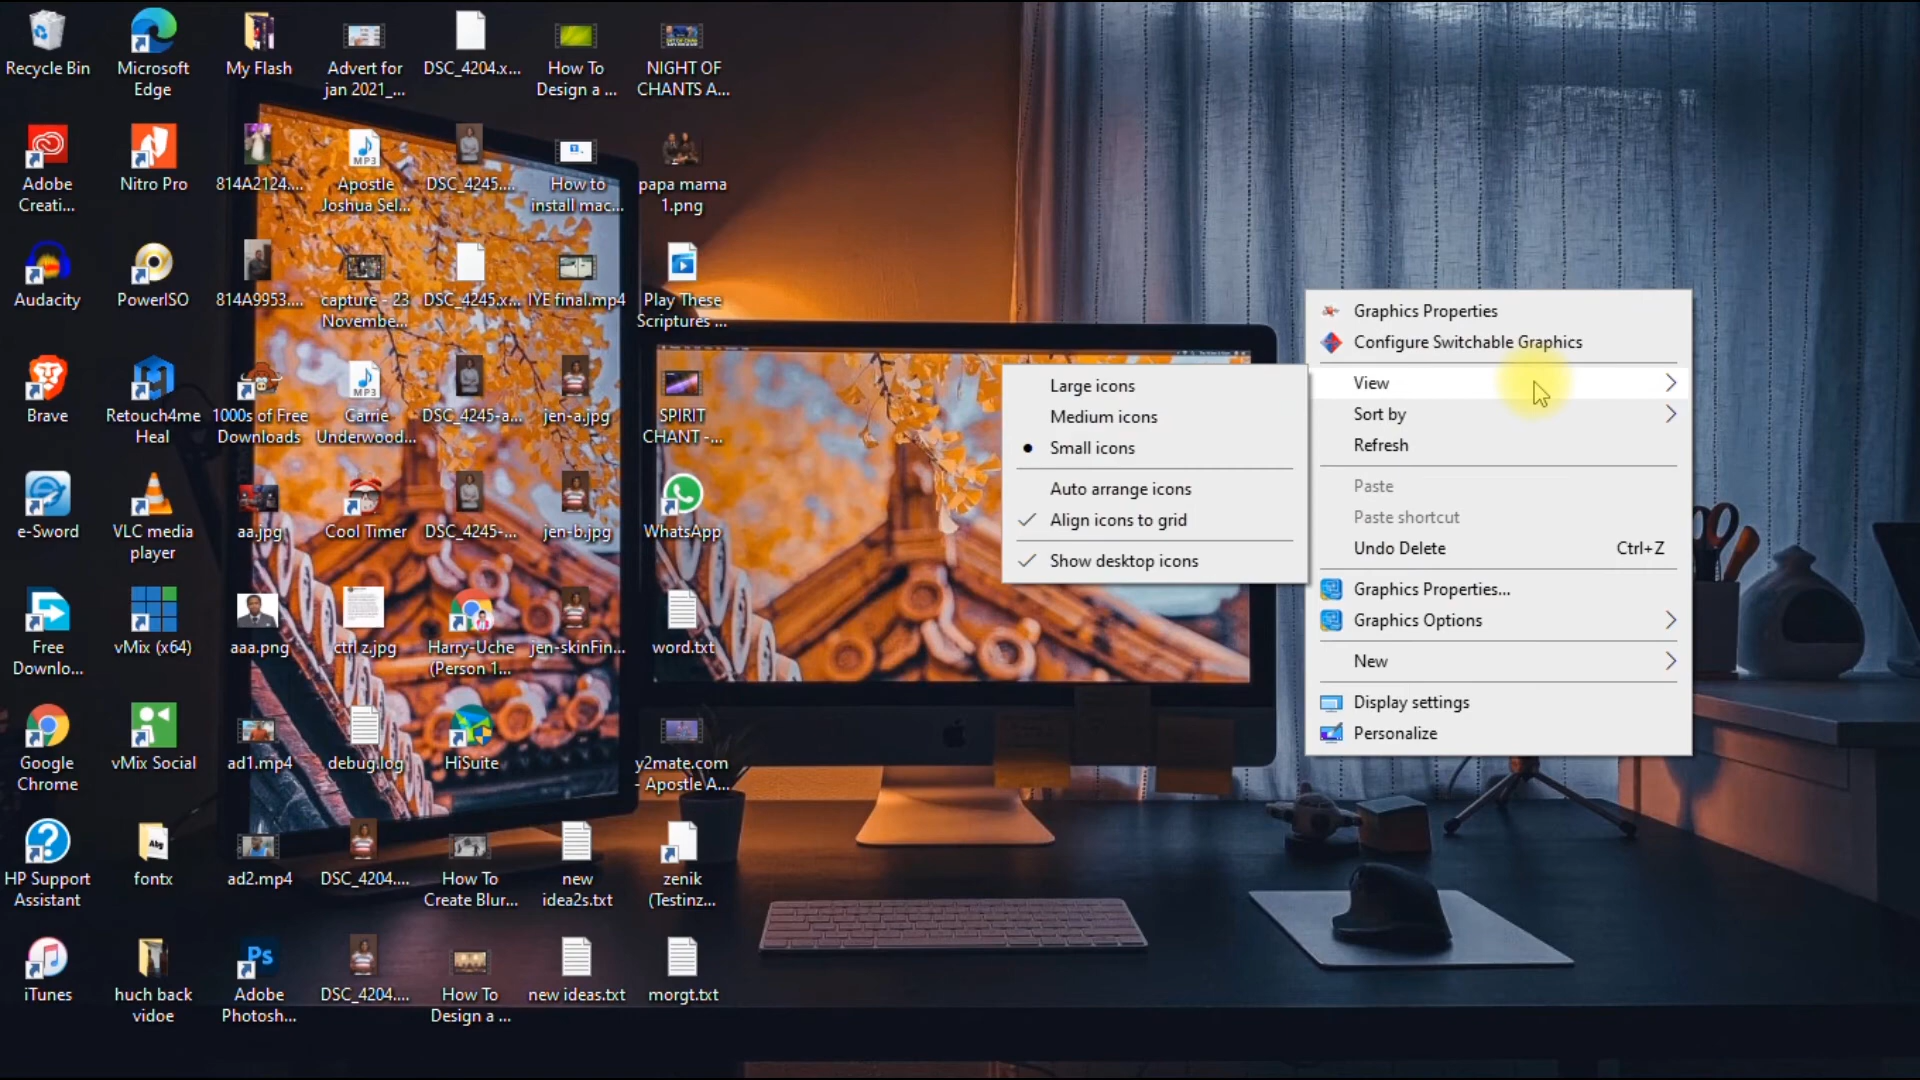 Recycle Bin
Microsoft
Edge
My Flash
Advert for
jan 2021_...
DSC_4204.x...
How To
Design a ...
NIGHT OF
CHANTS A...
Adobe
Creati...
Nitro Pro
814A2124....
MP3
Apostle
Joshua Sel...
DSC_4245....
How to
install mac...
papa mama
1.png
Audacity
PowerISO
814A9953....
capture - 23
Novembe...
DSC_4245.x...
IYE final.mp4
Play These
Scriptures ...
Brave
Retouch4me
Heal
1000s of Free
Downloads
MP3
Carrie
Underwood...
DSC_4245-a...
jen-a.jpg
SPIRIT
CHANT -...
e-Sword
VLC media
player
aa.jpg
Cool Timer
DSC_4245-...
jen-b.jpg
WhatsApp
Free
Downlo...
vMix (x64)
aaa.png
ctrl z.jpg
Harry-Uche
(Person 1...
jen-skinFin...
word.txt
Google
Chrome
vMix Social
ad1.mp4
debug.log
HiSuite
y2mate.com
- Apostle A...
HP Support
Assistant
Abg
fontx
ad2.mp4
DSC_4204....
How To
Create Blur...
new
idea2s.txt
zenik
(Testinz...
iTunes
huch back
vidoe
Ps
Adobe
Photosh...
DSC_4204....
How To
Design a ...
new ideas.txt
morgt.txt
Large icons
Medium icons
Small icons
Auto arrange icons
Align icons to grid
Show desktop icons
Graphics Properties
Configure Switchable Graphics
View
Sort by
Refresh
Paste
Paste shortcut
Undo Delete Ctrl+Z
Graphics Properties...
Graphics Options
New
Display settings
Personalize